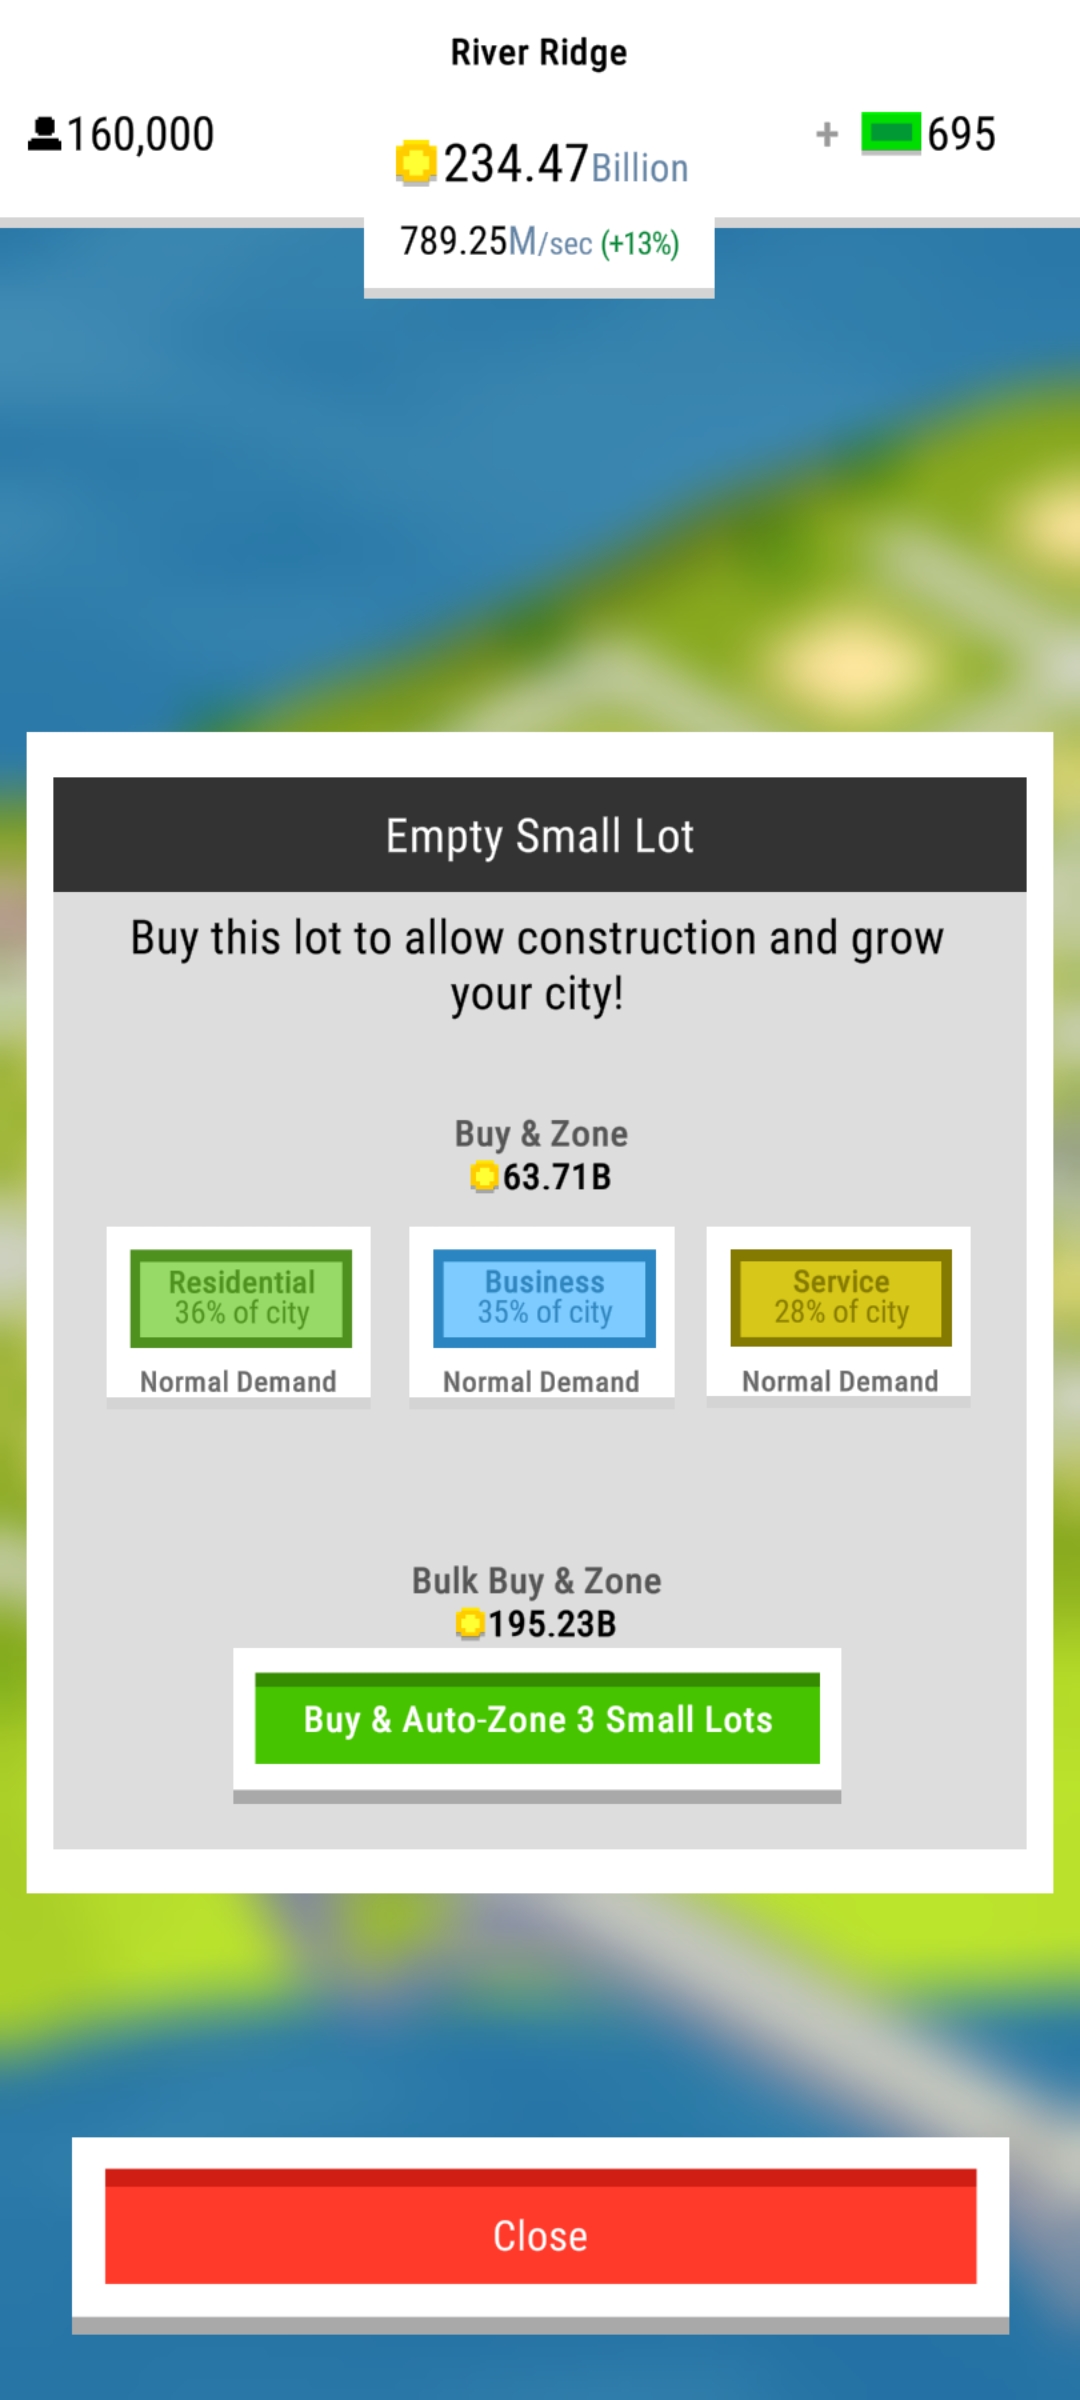 River Ridge
160,000
234.47Billion
+ 695
789.25M/sec (+13%)
Empty Small Lot
Buy this lot to allow construction and grow
your city!
Buy & Zone
63.71B
Residential
36% of city
Normal Demand
Business
35% of city
Normal Demand
Service
28% of city
Normal Demand
Bulk Buy & Zone
195.23B
Buy & Auto-Zone 3 Small Lots
Close